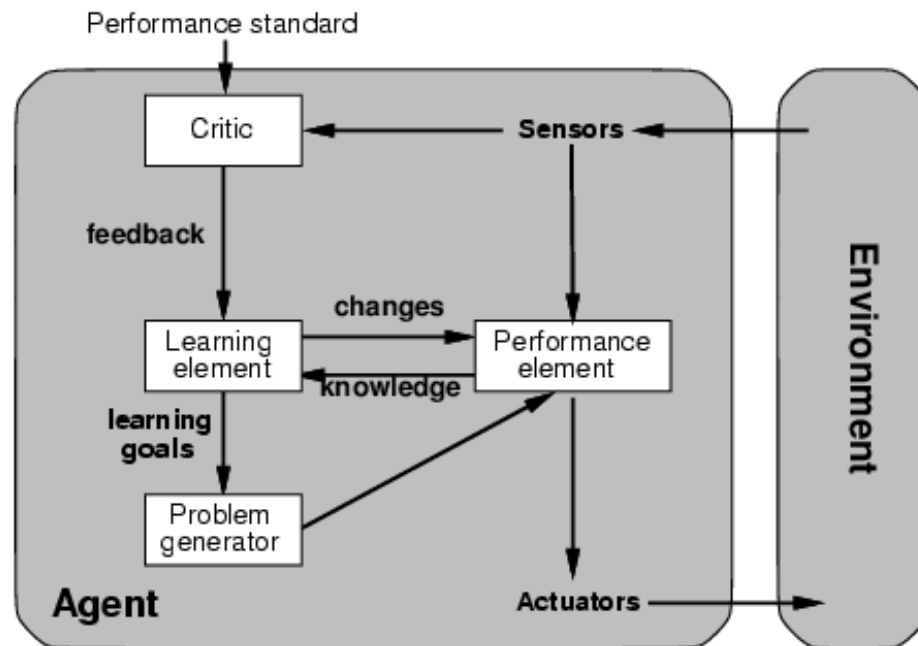 Performance standard
Critic
Sensors
feedback
changes
Learning
element
Performance
element
knowledge
learning
goals
Problem
generator
Agent
Actuators
Environment